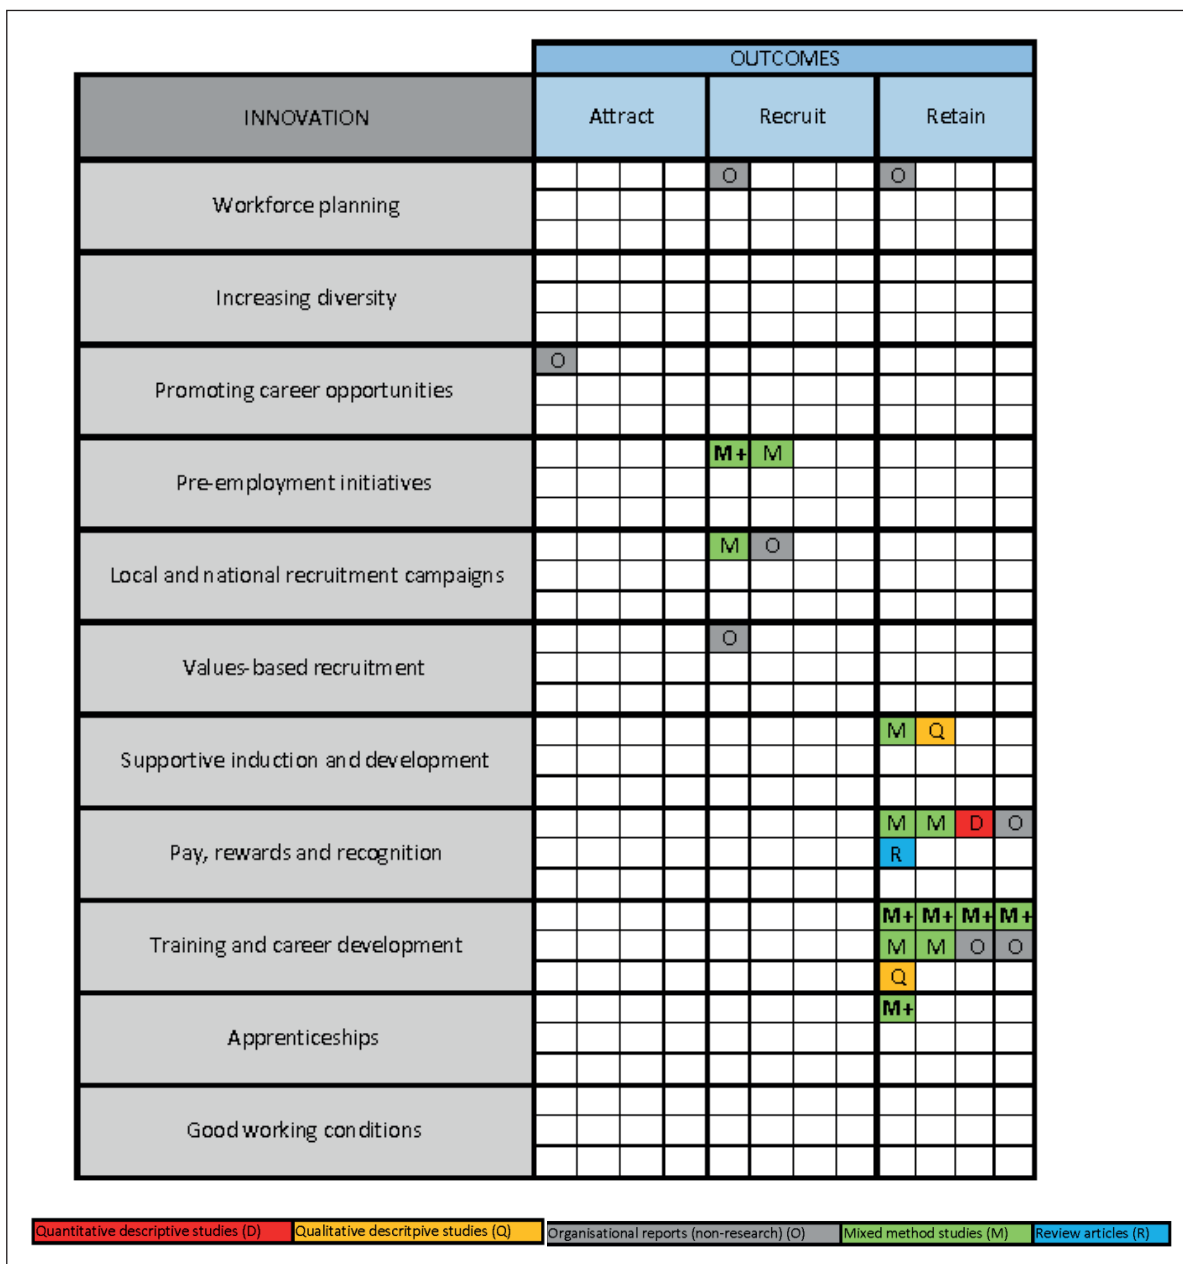 OUTCOMES
INNOVATION
Attract
Recruit
Retain
Workforce planning
O
O
Increasing diversity
Promoting career opportunities
O
Pre-employment initiatives
M+ M
Local and national recruitment campaigns
M O
Values-based recruitment
O
Supportive induction and development
M Q
Pay, rewards and recognition
M M D O
R
Training and career development
M+ M+ M+ M+
M M O O
Q
Apprenticeships
M+
Good working conditions
Quantitative descriptive studies (D)
Qualitative descritpive studies (Q)
Organisational reports (non-research) (O)
Mixed method studies (M)
Review articles (R)